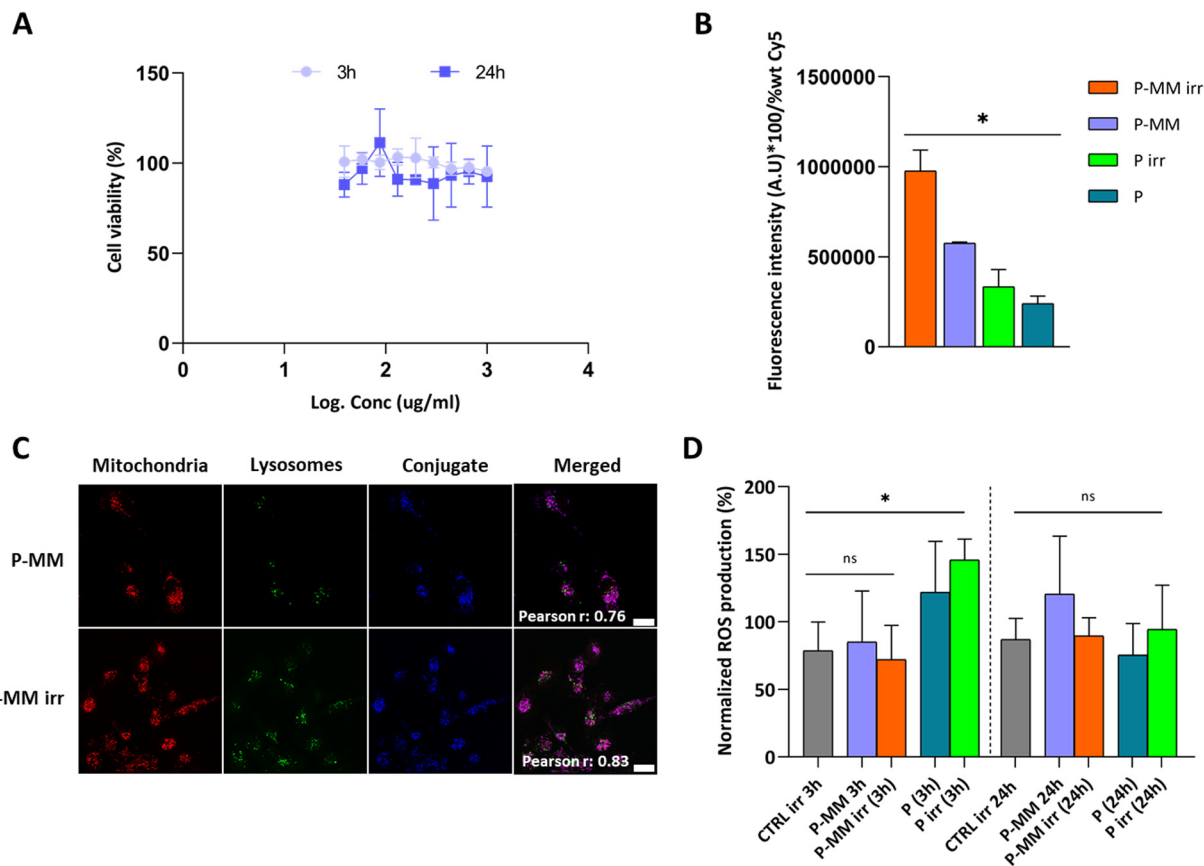 A
Cell viability (%)
150
100
50
0
0
1
2
3
4
Log. Conc (ug/ml)
3h
24h
B
Fluorescence intensity (A.U)*100/%wt Cy5
1500000
1000000
500000
0
*
P-MM irr
P-MM
P irr
P
C
Mitochondria
Lysosomes
Conjugate
Merged
P-MM
Pearson r: 0.76
-MM irr
Pearson r: 0.83
D
Normalized ROS production (%)
200
150
100
50
0
*
ns
ns
CTRL irr 3h
P-MM 3h
P-MM irr (3h)
P (3h)
P irr (3h)
CTRL irr 24h
P-MM 24h
P-MM irr (24h)
P (24h)
P irr (24h)